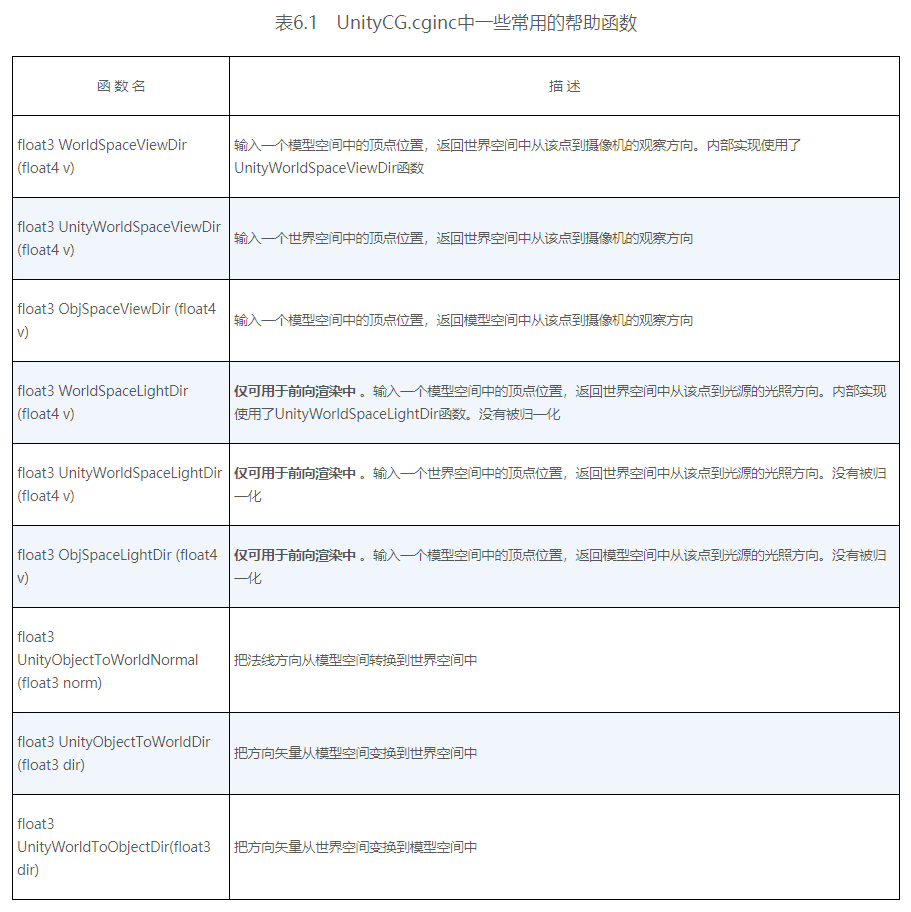 表6.1 UnityCG.cginc中一些常用的帮助函数
函 数 名
描 述
float3 WorldSpaceViewDir
(float4 v)
输入一个模型空间中的顶点位置，返回世界空间中从该点到摄像机的观察方向。内部实现使用了
UnityWorldSpaceViewDir函数
float3 UnityWorldSpaceViewDir
(float4 v)
输入一个世界空间中的顶点位置，返回世界空间中从该点到摄像机的观察方向
float3 ObjSpaceViewDir (float4
v)
输入一个模型空间中的顶点位置，返回模型空间中从该点到摄像机的观察方向
float3 WorldSpaceLightDir
(float4 v)
仅可用于前向渲染中 。输入一个模型空间中的顶点位置，返回世界空间中从该点到光源的光照方向。内部实现
使用了UnityWorldSpaceLightDir函数。没有被归一化
float3 UnityWorldSpaceLightDir
(float4 v)
仅可用于前向渲染中 。输入一个世界空间中的顶点位置，返回世界空间中从该点到光源的光照方向。没有被归
一化
float3 ObjSpaceLightDir (float4
v)
仅可用于前向渲染中 。输入一个模型空间中的顶点位置，返回模型空间中从该点到光源的光照方向。没有被归
一化
float3
UnityObjectToWorldNormal
(float3 norm)
把法线方向从模型空间转换到世界空间中
float3 UnityObjectToWorldDir
(float3 dir)
把方向矢量从模型空间变换到世界空间中
float3
UnityWorldToObjectDir(float3
dir)
把方向矢量从世界空间变换到模型空间中